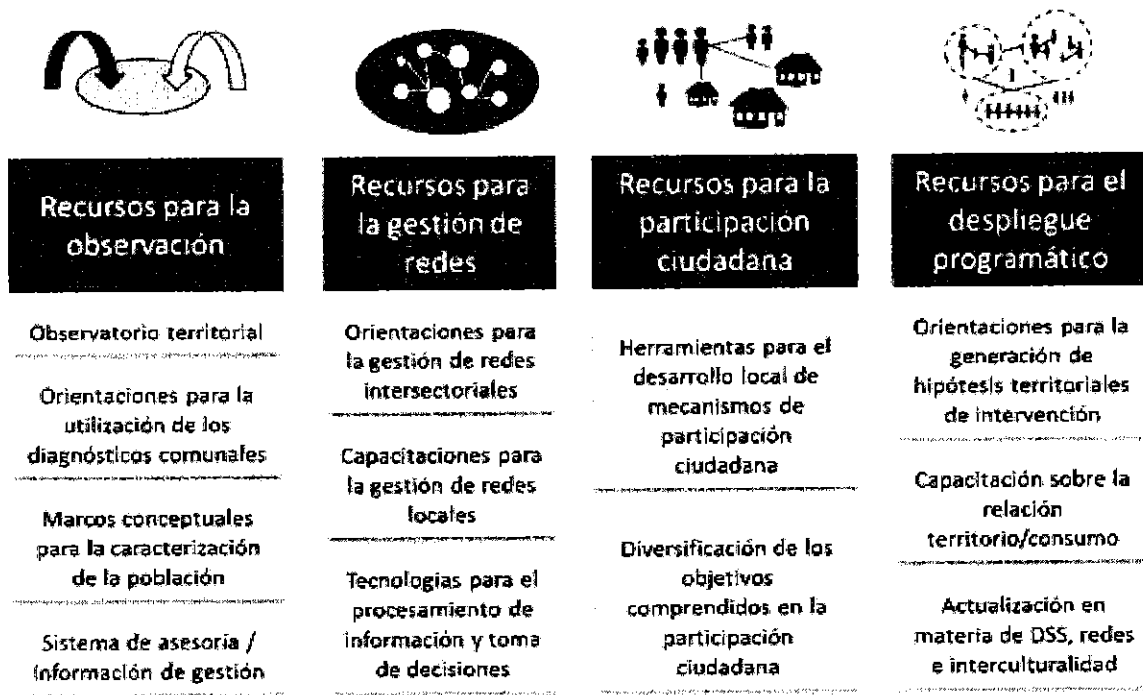 Recursos para la
observación
Observatorio territorial
Orientaciones para la
utilización de los
diagnósticos comunales
Marcos conceptuales
para la caracterización
de la población
Sistema de asesoría /
Información de gestión
Recursos para
la gestión de
redes
Orientaciones para
la gestión de redes
intersectoriales
Capacitaciones para
la gestión de redes
locales
Tecnologías para el
procesamiento de
información y toma
de decisiones
Recursos para la
participación
ciudadana
Herramientas para el
desarrollo local de
mecanismos de
participación
ciudadana
Diversificación de los
objetivos
comprendidos en la
participación
ciudadana
Recursos para el
despliegue
programático
Orientaciones para la
generación de
hipótesis territoriales
de intervención
Capacitación sobre la
relación
territorio/consumo
Actualización en
materia de DSS, redes
e interculturalidad